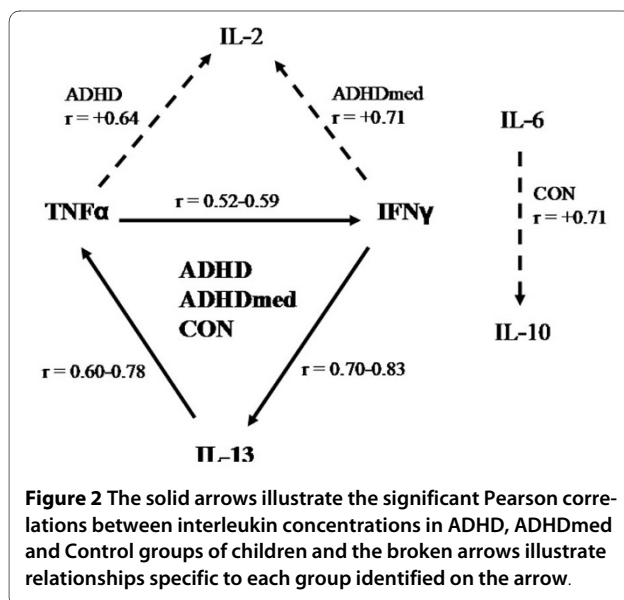 IL-2
ADHD
r = +0.64
ADHDmed
r = +0.71
IL-6
TNFα
r = 0.52-0.59
IFNγ
CON
r = +0.71
ADHD
ADHDmed
CON
IL-10
r = 0.60-0.78
r = 0.70-0.83
IL-13
Figure 2 The solid arrows illustrate the significant Pearson corre-
lations between interleukin concentrations in ADHD, ADHDmed
and Control groups of children and the broken arrows illustrate
relationships specific to each group identified on the arrow.